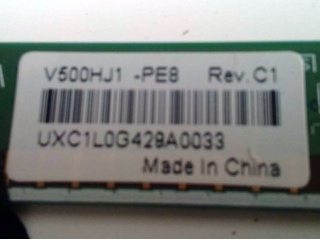 V500HJ1 -PE8 Rev.C1
UXC1L0G429A0033
Made In China